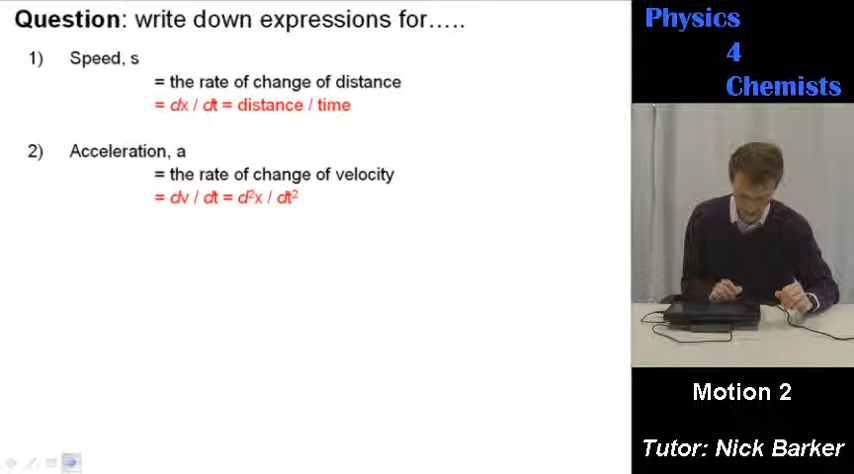 Question: write down expressions for…..
1) Speed, s
= the rate of change of distance
= dx / dt = distance / time
2) Acceleration, a
= the rate of change of velocity
= dv / dt = d²x / dt²
Physics
4
Chemists
Motion 2
Tutor: Nick Barker